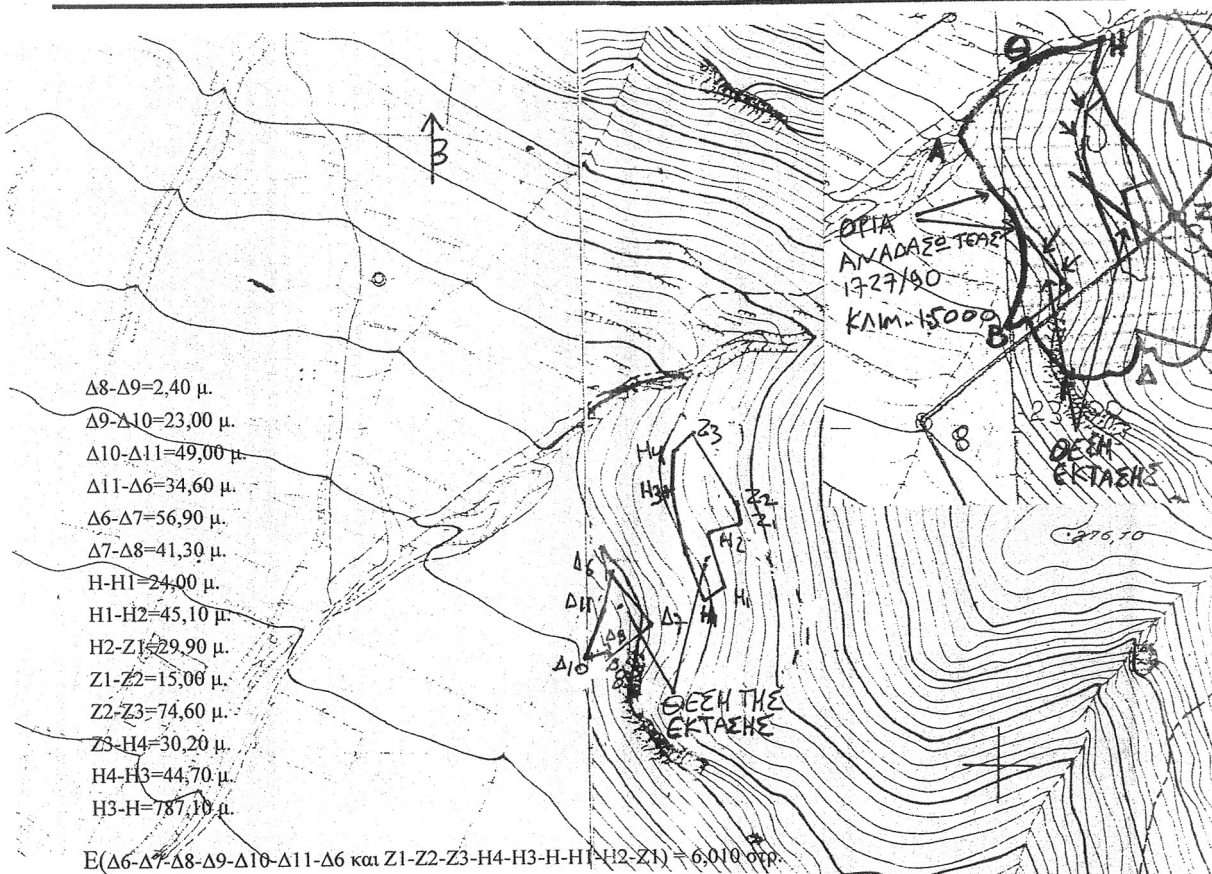 Θ
Η
Α
Β
ΟΡΙΑ
ΑΝΑΔΑΣΩΤΕΑΣ
1727/90
ΚΛΙΜ. 1:5000
Β
Δ
8
ΘΕΣΗ
ΕΚΤΑΣΗΣ
276,10
Δ8-Δ9=2,40 μ.
Δ9-Δ10=23,00 μ.
Δ10-Δ11=49,00 μ.
Δ11-Δ6=34,60 μ.
Δ6-Δ7=56,90 μ.
Δ7-Δ8=41,30 μ.
Η-Η1=24,00 μ.
Η1-Η2=45,10 μ.
Η2-Ζ1=29,90 μ.
Ζ1-Ζ2=15,00 μ.
Ζ2-Ζ3=74,60 μ.
Ζ3-Η4=30,20 μ.
Η4-Η3=44,70 μ.
Η3-Η=787,10 μ.
Ζ3
Η4
Η3
Ζ2
Ζ1
Η2
Η1
Η
Δ6
Δ11
Δ7
Δ10
ΘΕΣΗ ΤΗΣ
ΕΚΤΑΣΗΣ
Ε(Δ6-Δ7-Δ8-Δ9-Δ10-Δ11-Δ6 και Ζ1-Ζ2-Ζ3-Η4-Η3-Η-Η1-Η2-Ζ1) = 6,010 στρ.